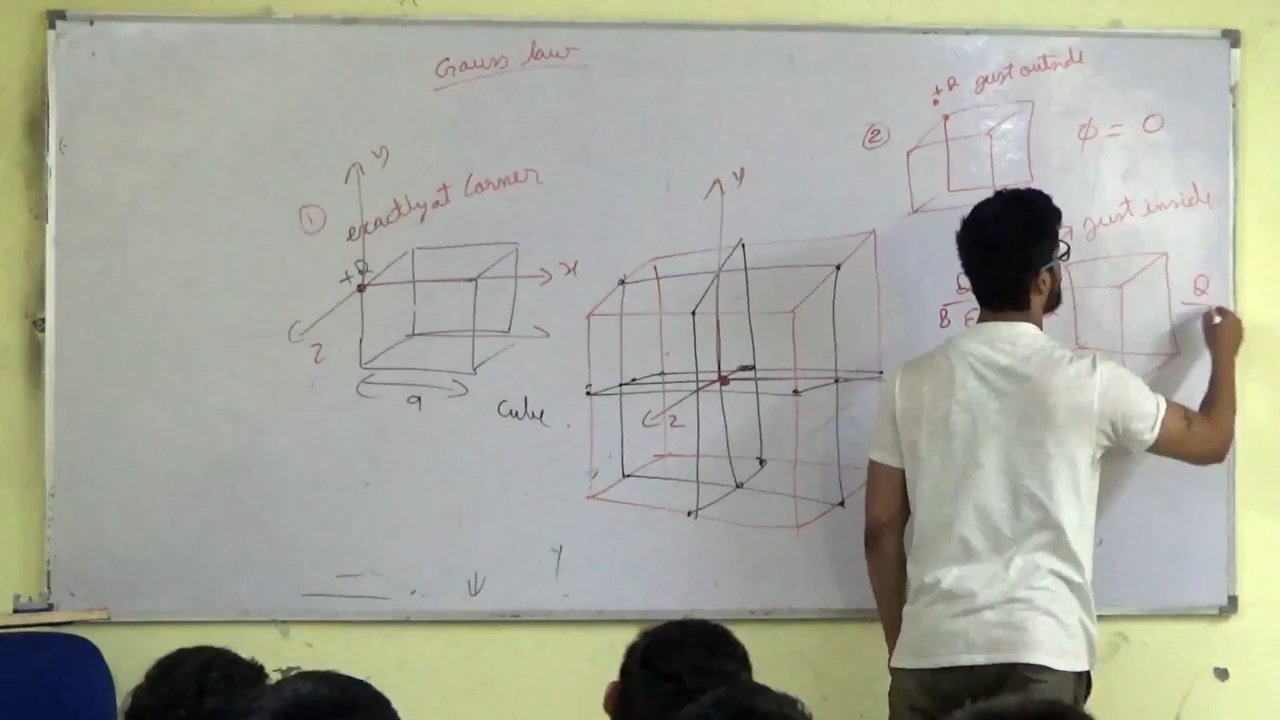 Gauss law
① exactly at Corner
y
+Q
x
z
a
Cube.
y
z
② +Q just outside
φ = 0
just inside
Q
8 ε
Q